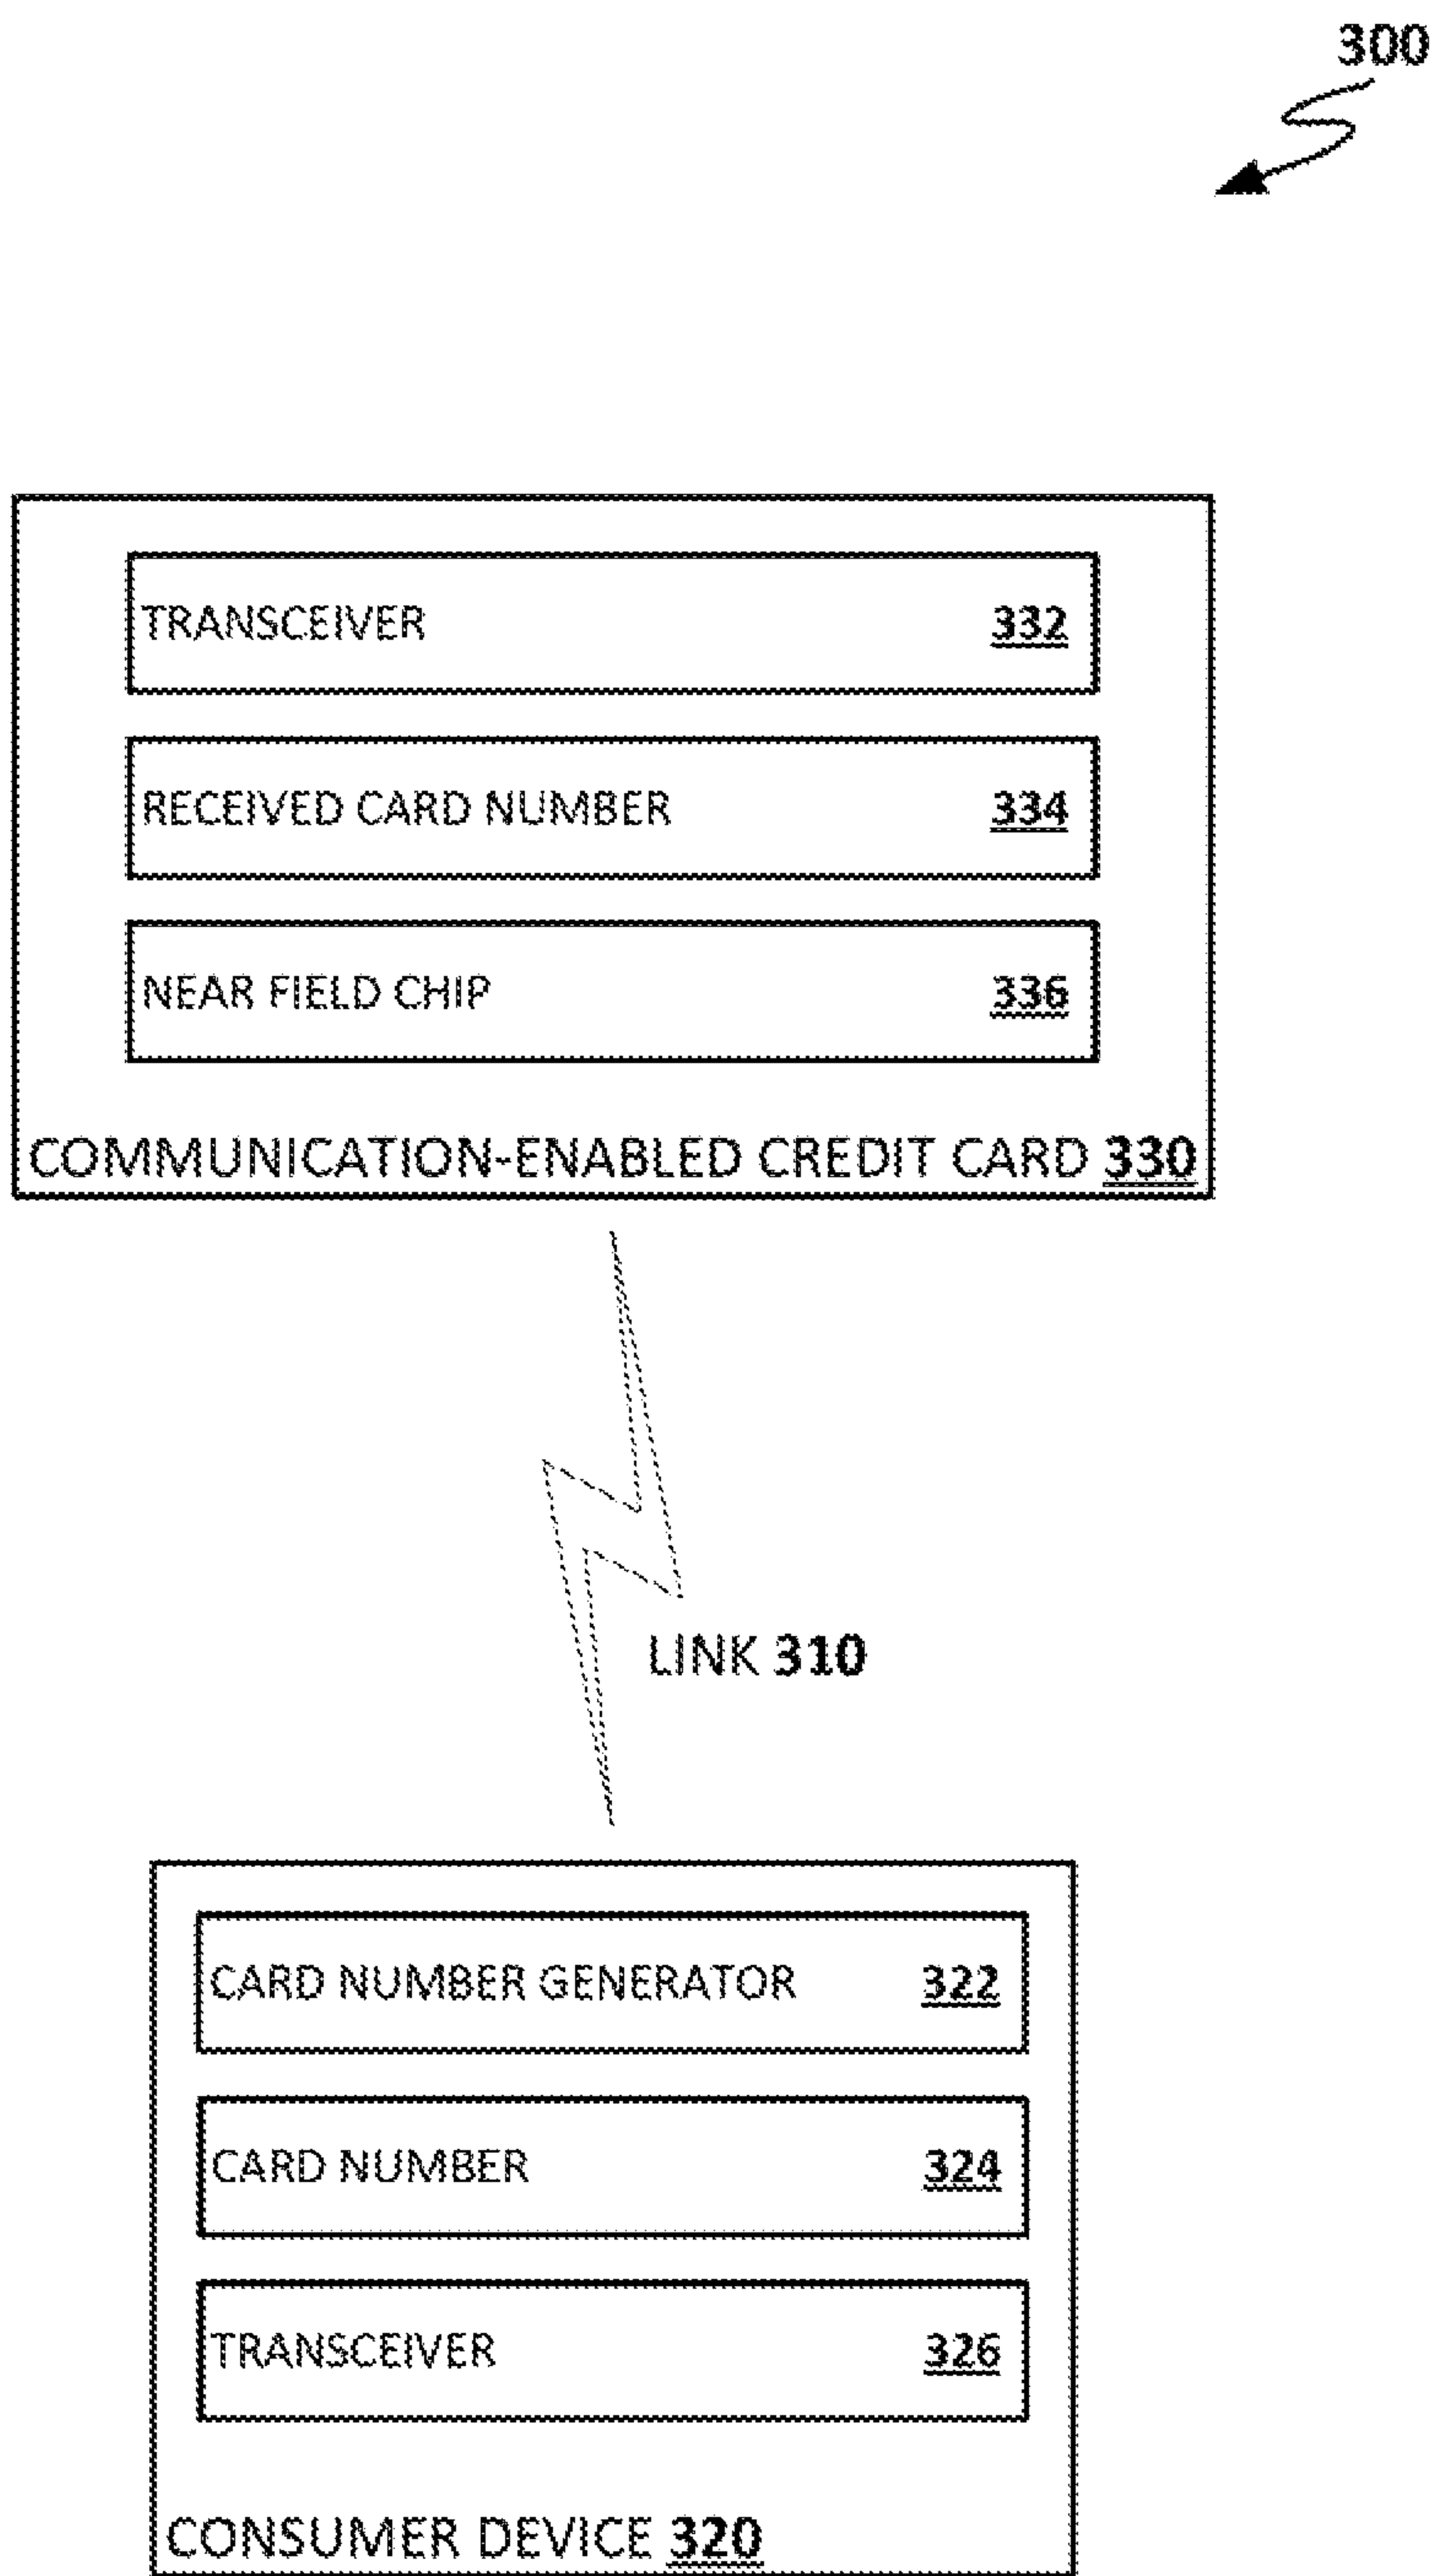 300
TRANSCEIVER 332
RECEIVED CARD NUMBER 334
NEAR FIELD CHIP 336
COMMUNICATION-ENABLED CREDIT CARD 330
LINK 310
CARD NUMBER GENERATOR 322
CARD NUMBER 324
TRANSCEIVER 326
CONSUMER DEVICE 320